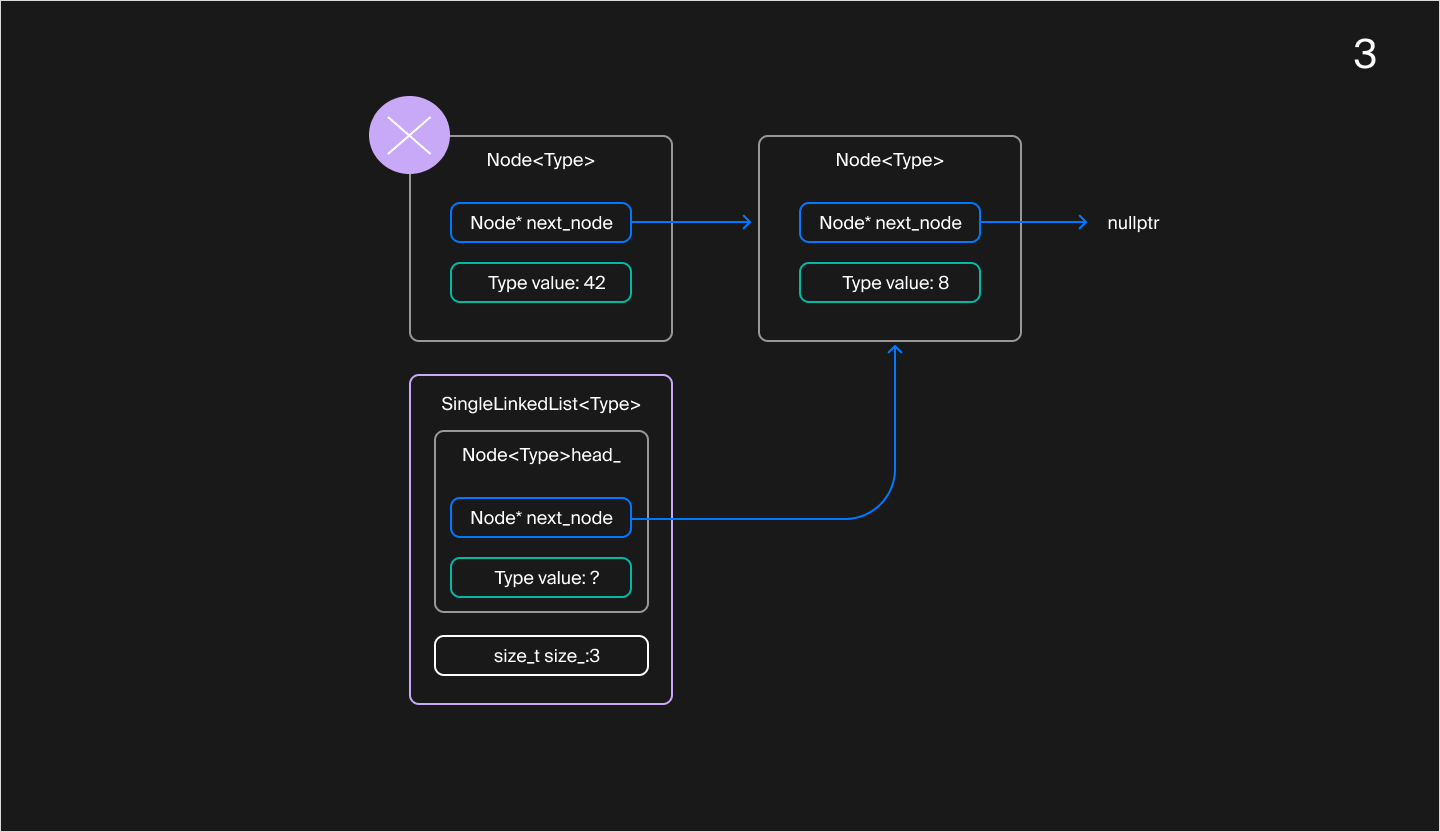 3
Node<Type>
Node* next_node
Type value: 42
Node<Type>
Node* next_node
Type value: 8
nullptr
SingleLinkedList<Type>
Node<Type>head_
Node* next_node
Type value: ?
size_t size_:3